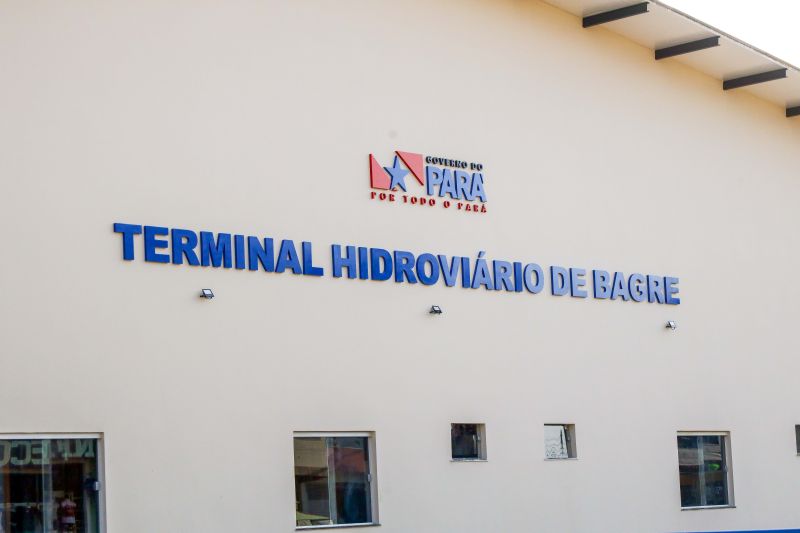 GOVERNO DO
PARÁ
POR TODO O PARÁ
TERMINAL HIDROVIÁRIO DE BAGRE